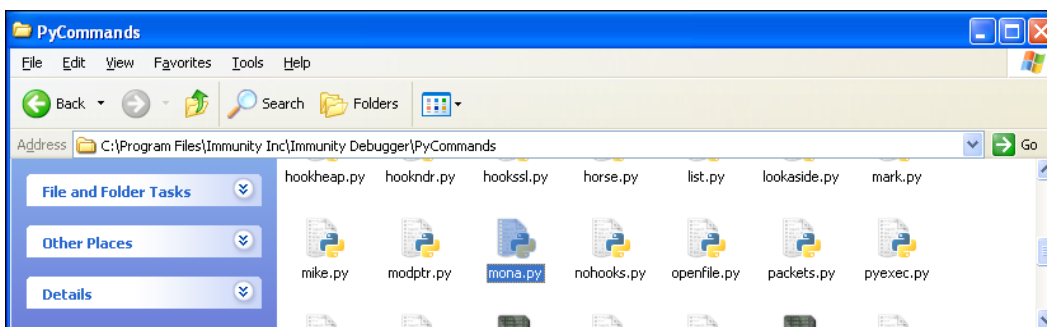 PyCommands
File Edit View Favorites Tools Help
Back Search Folders
Address C:\Program Files\Immunity Inc\Immunity Debugger\PyCommands Go
File and Folder Tasks
hookheap.py hookndr.py hookssl.py horse.py list.py lookaside.py mark.py
Other Places
mike.py modptr.py mona.py nohooks.py openfile.py packets.py pyexec.py
Details